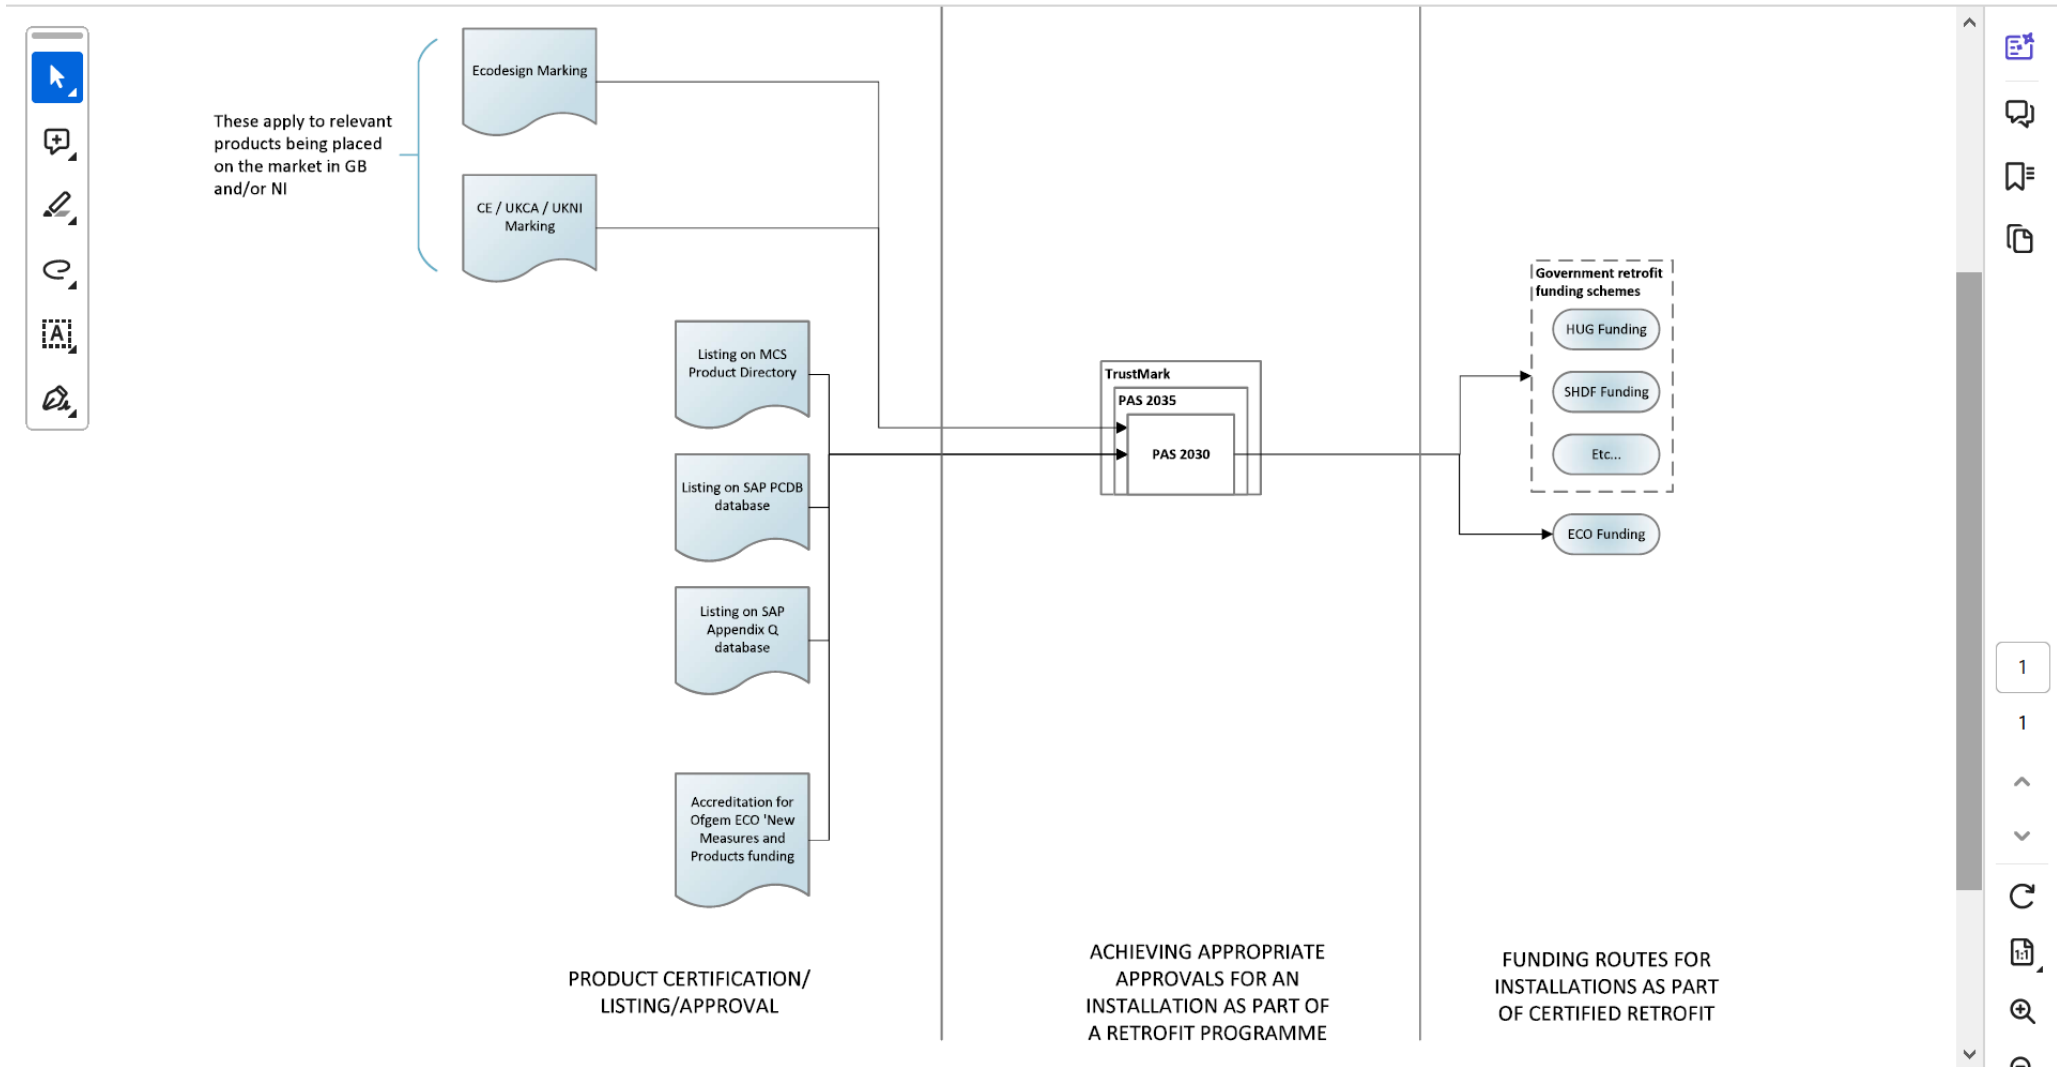 Ecodesign Marking
These apply to relevant
products being placed
on the market in GB
and/or NI
CE / UKCA / UKNI
Marking
Listing on MCS
Product Directory
Listing on SAP PCDB
database
Listing on SAP
Appendix Q
database
Accreditation for
Ofgem ECO 'New
Measures and
Products funding
PRODUCT CERTIFICATION/
LISTING/APPROVAL
TrustMark
PAS 2035
PAS 2030
ACHIEVING APPROPRIATE
APPROVALS FOR AN
INSTALLATION AS PART OF
A RETROFIT PROGRAMME
Government retrofit
funding schemes
HUG Funding
SHDF Funding
Etc...
ECO Funding
FUNDING ROUTES FOR
INSTALLATIONS AS PART
OF CERTIFIED RETROFIT
A
1
1
1:1